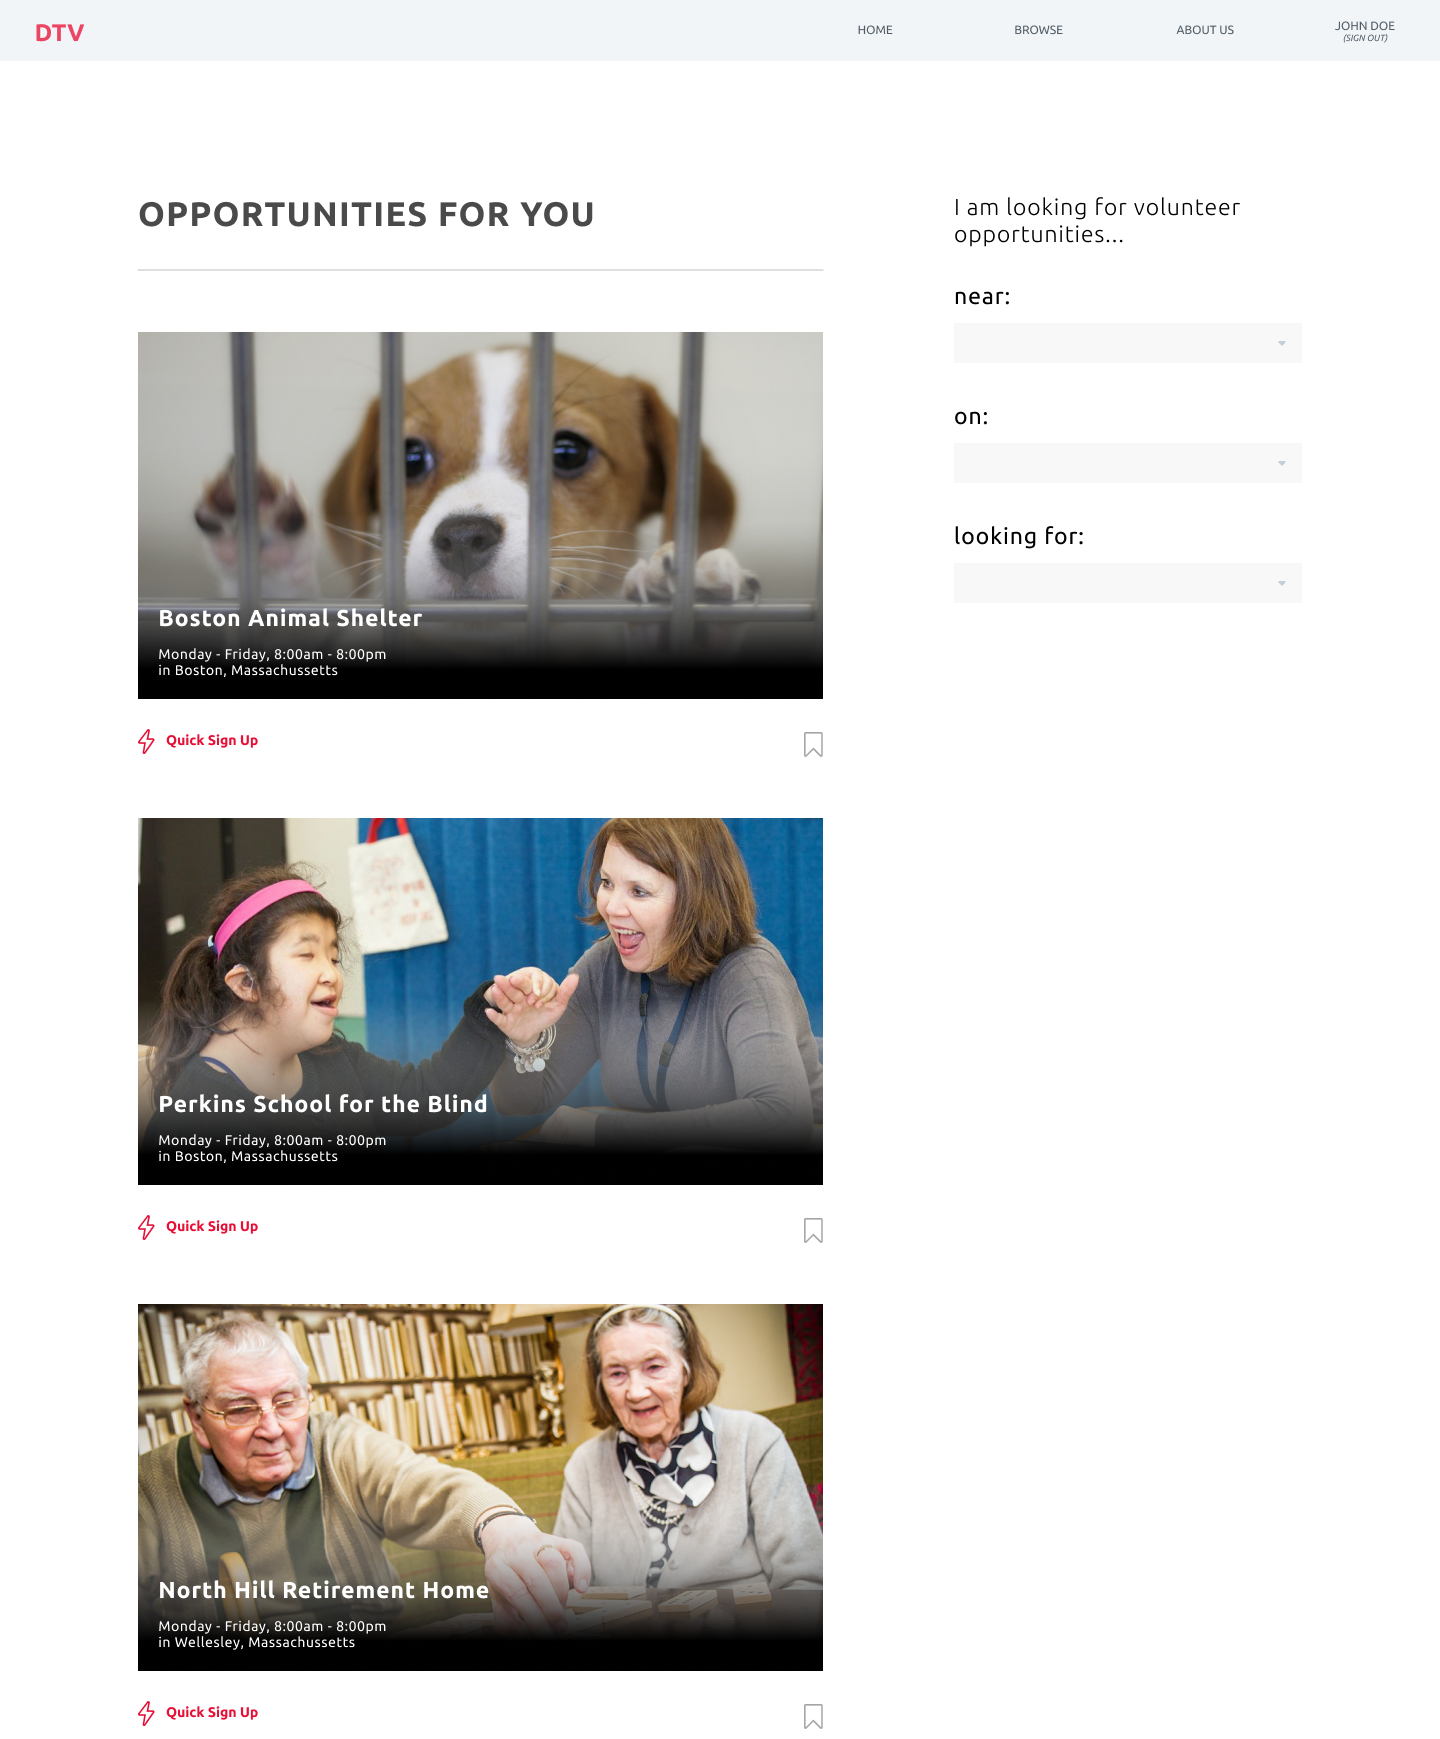 DTV
HOME
BROWSE
ABOUT US
JOHN DOE
(SIGN OUT)
OPPORTUNITIES FOR YOU
Boston Animal Shelter
Monday - Friday, 8:00am - 8:00pm
in Boston, Massachussetts
Quick Sign Up
Perkins School for the Blind
Monday - Friday, 8:00am - 8:00pm
in Boston, Massachussetts
Quick Sign Up
North Hill Retirement Home
Monday - Friday, 8:00am - 8:00pm
in Wellesley, Massachussetts
Quick Sign Up
I am looking for volunteer
opportunities...
near:
on:
looking for: